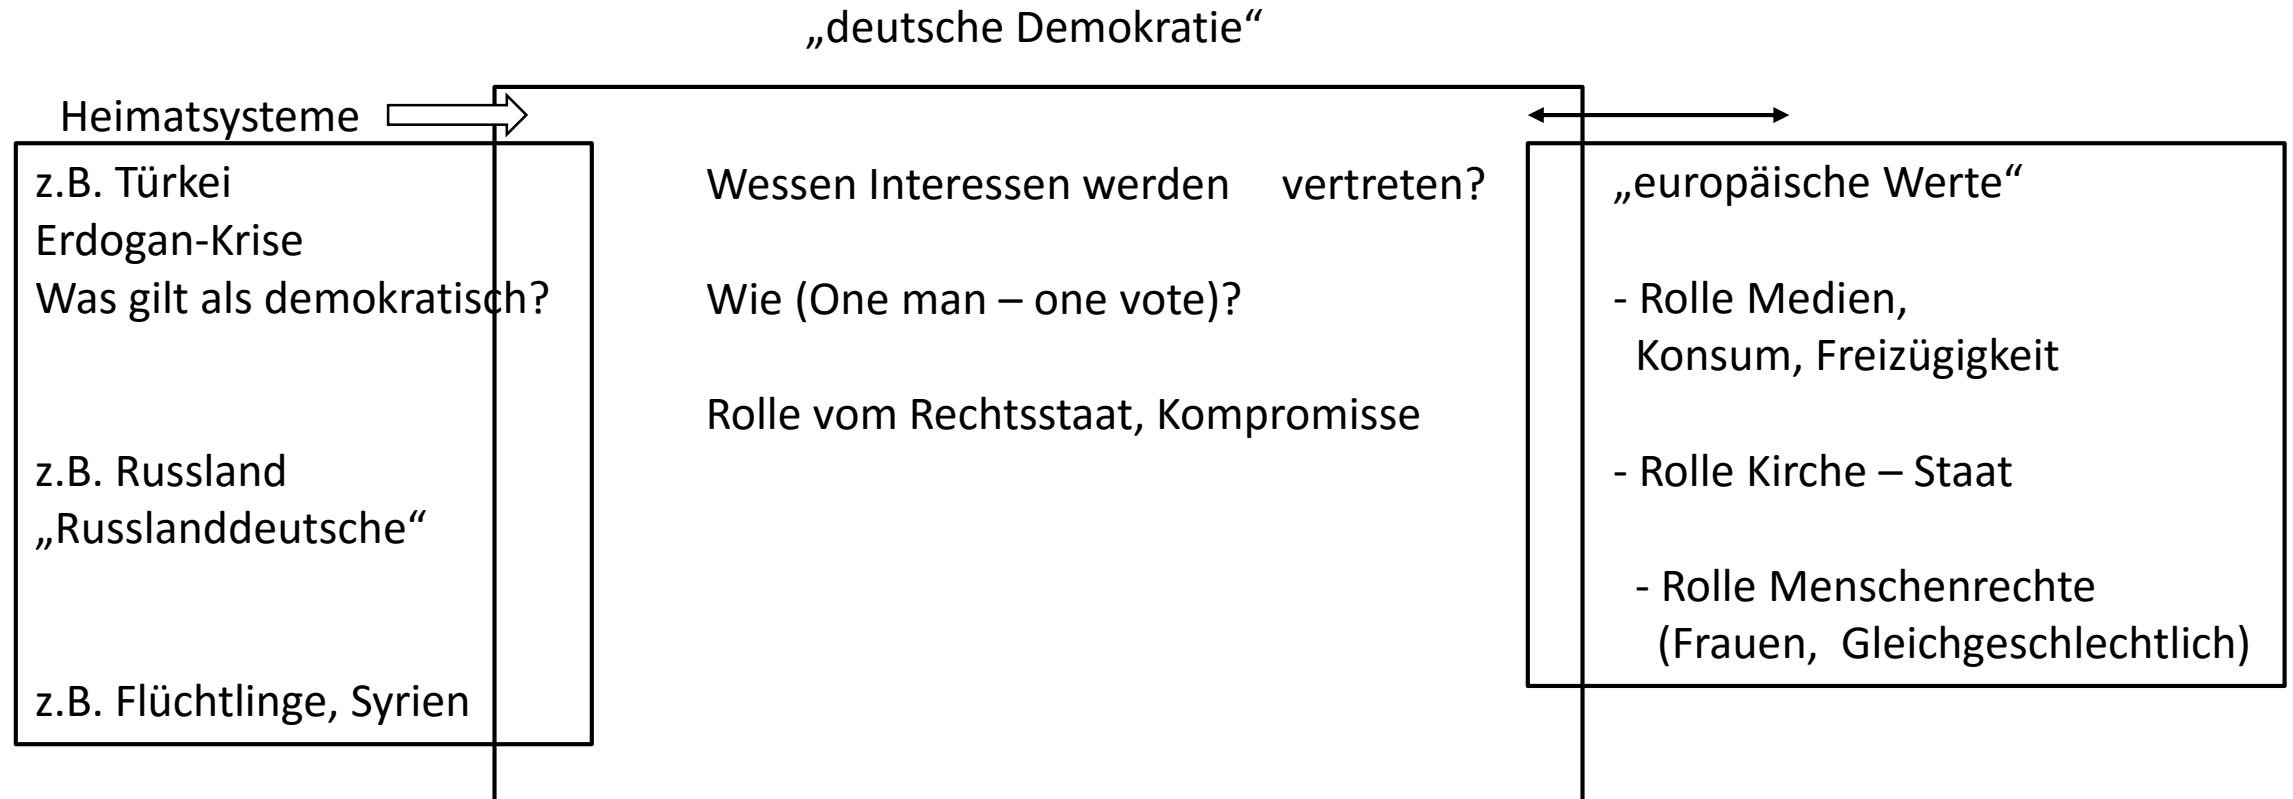 „deutsche Demokratie“
Heimatsysteme
z.B. Türkei
Erdogan-Krise
Was gilt als demokratisch?
z.B. Russland
„Russlanddeutsche“
z.B. Flüchtlinge, Syrien
Wessen Interessen werden vertreten?
Wie (One man – one vote)?
Rolle vom Rechtsstaat, Kompromisse
„europäische Werte“
- Rolle Medien,
Konsum, Freizügigkeit
- Rolle Kirche – Staat
- Rolle Menschenrechte
(Frauen, Gleichgeschlechtlich)